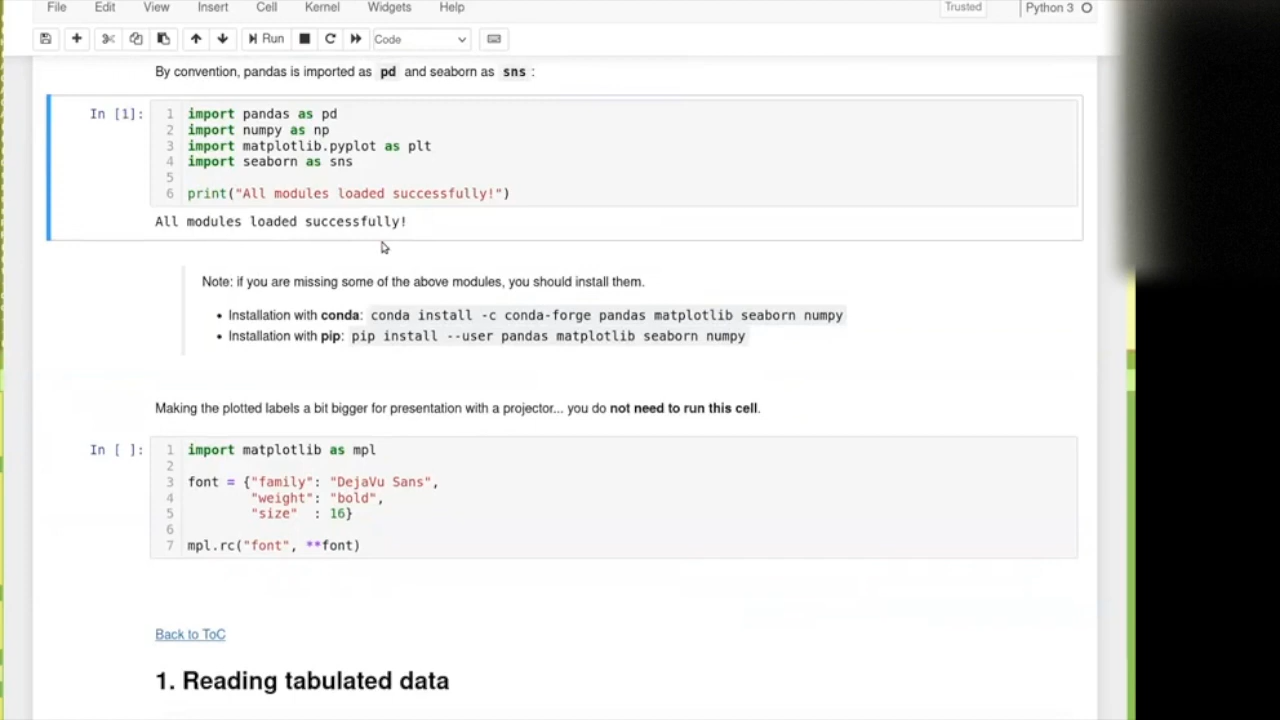 File Edit View Insert Cell Kernel Widgets Help Trusted Python 3
Run Code
By convention, pandas is imported as pd and seaborn as sns :
In [1]:
1 import pandas as pd
2 import numpy as np
3 import matplotlib.pyplot as plt
4 import seaborn as sns
5
6 print("All modules loaded successfully!")
All modules loaded successfully!
Note: if you are missing some of the above modules, you should install them.
• Installation with conda: conda install -c conda-forge pandas matplotlib seaborn numpy
• Installation with pip: pip install --user pandas matplotlib seaborn numpy
Making the plotted labels a bit bigger for presentation with a projector... you do not need to run this cell.
In [ ]:
1 import matplotlib as mpl
2
3 font = {"family": "DejaVu Sans",
4 "weight": "bold",
5 "size" : 16}
6
7 mpl.rc("font", **font)
Back to ToC
1. Reading tabulated data